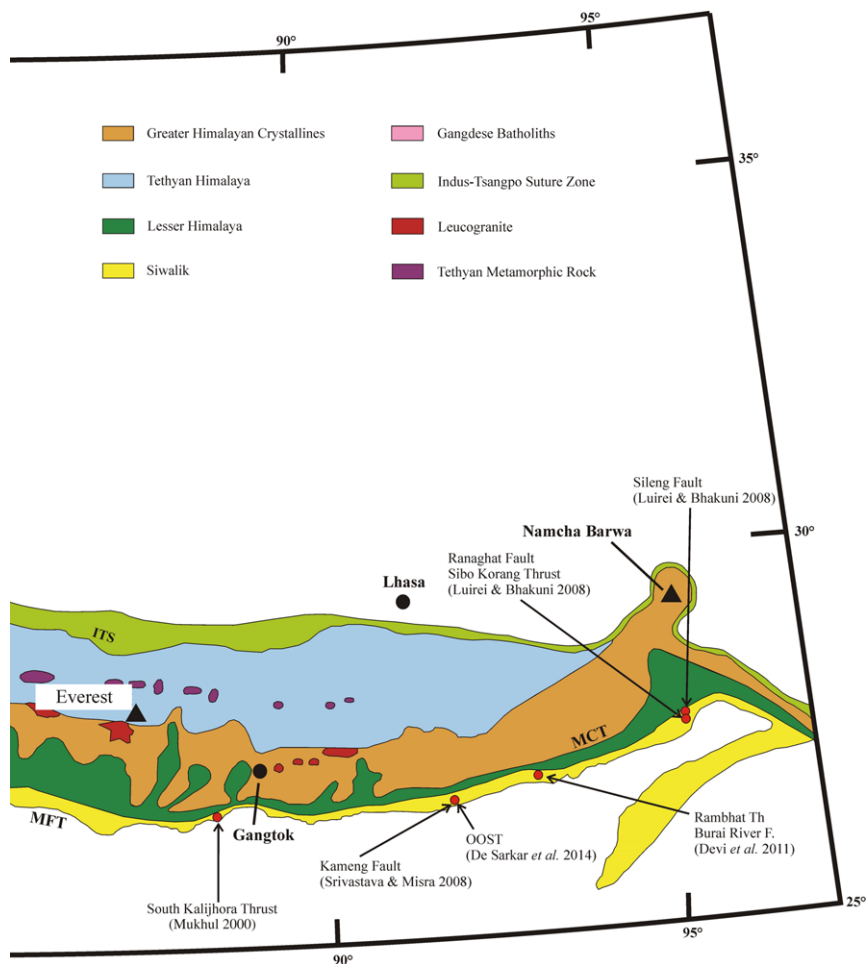 90°
95°
35°
Greater Himalayan Crystallines
Gangdese Batholiths
Tethyan Himalaya
Indus-Tsangpo Suture Zone
Lesser Himalaya
Leucogranite
Siwalik
Tethyan Metamorphic Rock
Sileng Fault
(Luirei & Bhakuni 2008)
30°
Namcha Barwa
Ranaghat Fault
Sibo Korang Thrust
(Luirei & Bhakuni 2008)
Lhasa
ITS
Everest
MCT
MFT
Gangtok
Rambhat Th
Burai River F.
(Devi et al. 2011)
OOST
(De Sarkar et al. 2014)
Kameng Fault
(Srivastava & Misra 2008)
South Kalijhora Thrust
(Mukhul 2000)
25°
95°
90°